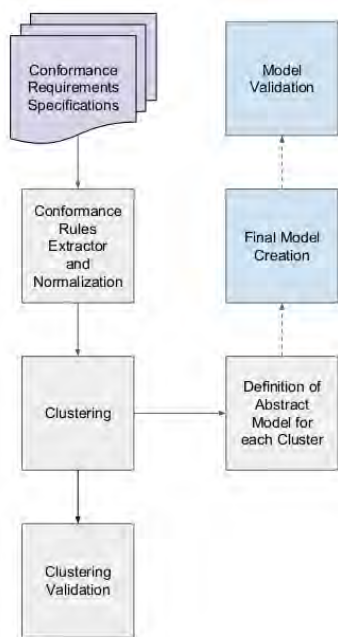 Conformance
Requirements
Specifications
Model
Validation
Conformance
Rules
Extractor
and
Normalization
Final Model
Creation
Clustering
Definition of
Abstract
Model for
each Cluster
Clustering
Validation